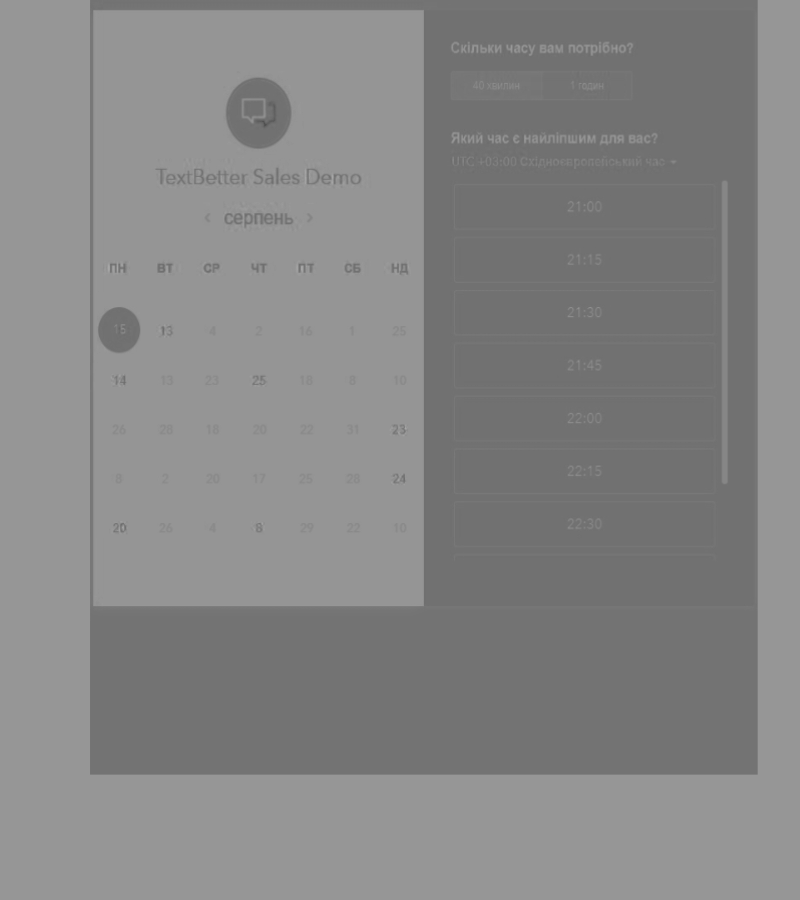 TextBetter Sales Demo
серпень
ПН ВТ СР ЧТ ПТ СБ НД
15 13 4 2 16 1 25
14 13 23 25 18 8 10
26 28 18 20 22 31 23
8 2 20 17 25 28 24
20 26 4 8 29 22 10
Скільки часу вам потрібно?
40 хвилин 1 годин
Який час є найліпшим для вас?
UTC +03:00 Східноєвропейський час
21:00
21:15
21:30
21:45
22:00
22:15
22:30